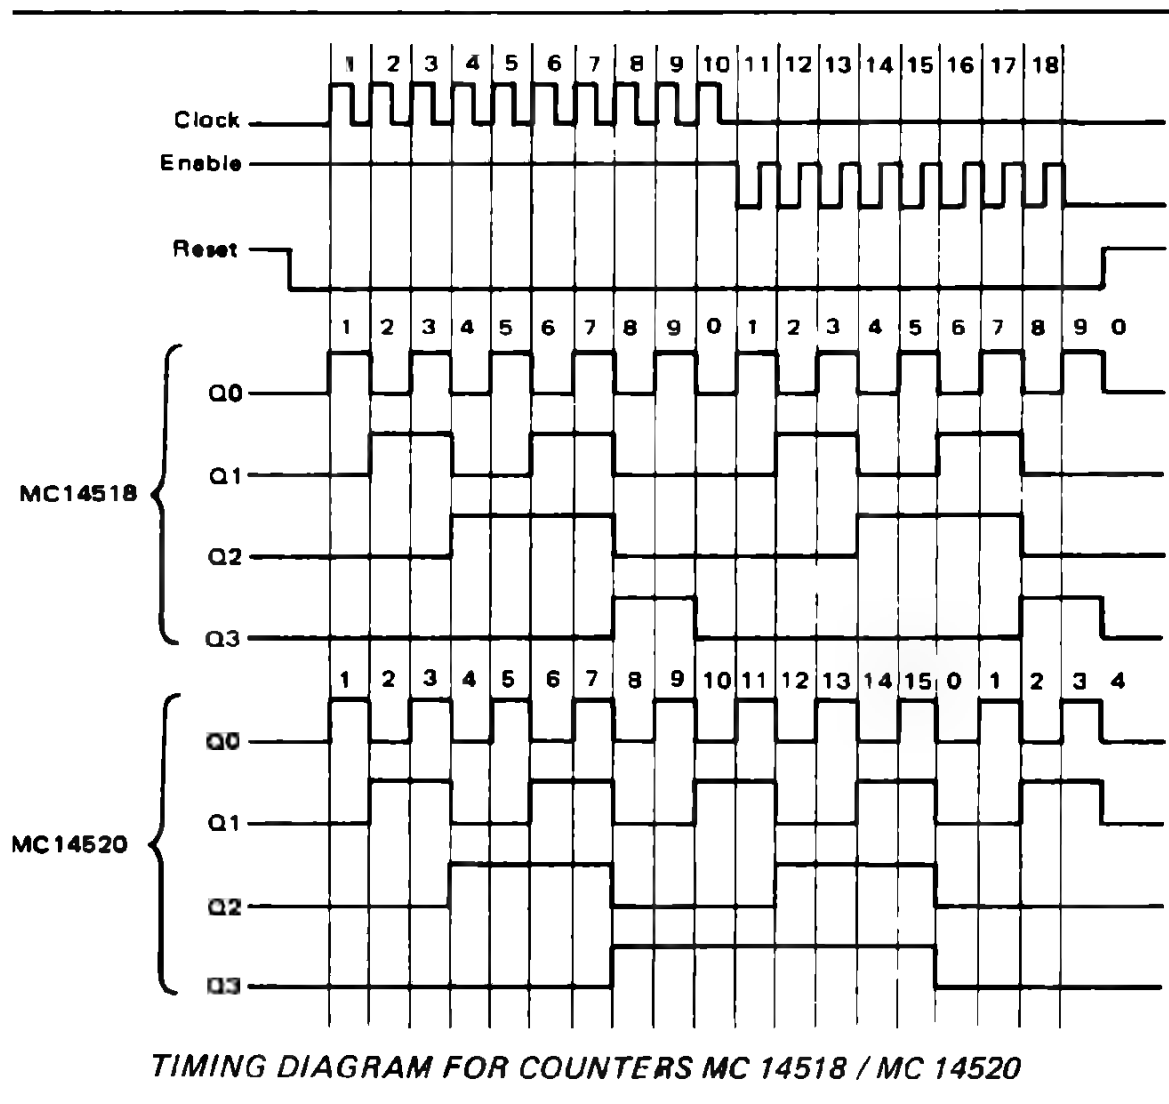 1 2 3 4 5 6 7 8 9 10 11 12 13 14 15 16 17 18
Clock
Enable
Reset
1 2 3 4 5 6 7 8 9 0 1 2 3 4 5 6 7 8 9 0
Q0
Q1
MC14518
Q2
Q3
1 2 3 4 5 6 7 8 9 10 11 12 13 14 15 0 1 2 3 4
Q0
Q1
MC14520
Q2
Q3
TIMING DIAGRAM FOR COUNTERS MC 14518 / MC 14520